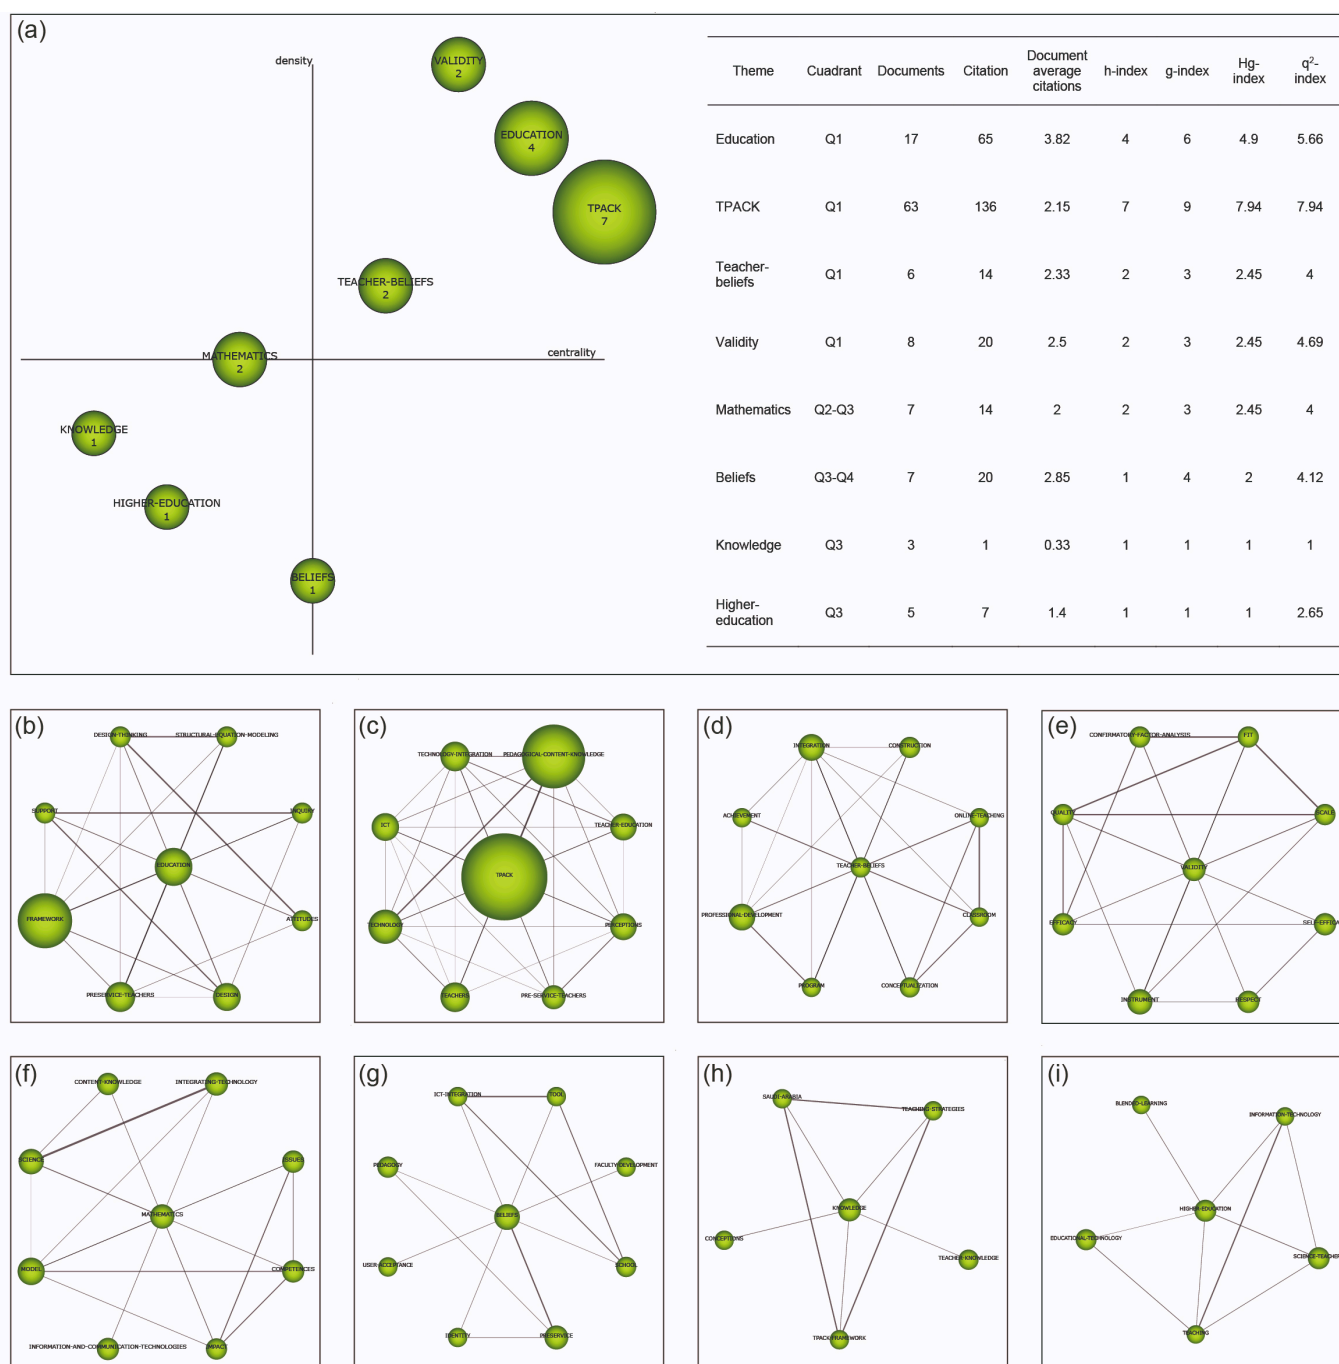 (a)
density
centrality
VALIDITY
2
EDUCATION
4
TPACK
7
TEACHER-BELIEFS
2
MATHEMATICS
2
KNOWLEDGE
1
HIGHER-EDUCATION
1
BELIEFS
1
Theme Cuadrant Documents Citation Document average citations h-index g-index Hg-index q²-index
Education Q1 17 65 3.82 4 6 4.9 5.66
TPACK Q1 63 136 2.15 7 9 7.94 7.94
Teacher-beliefs Q1 6 14 2.33 2 3 2.45 4
Validity Q1 8 20 2.5 2 3 2.45 4.69
Mathematics Q2-Q3 7 14 2 2 3 2.45 4
Beliefs Q3-Q4 7 20 2.85 1 4 2 4.12
Knowledge Q3 3 1 0.33 1 1 1 1
Higher-education Q3 5 7 1.4 1 1 1 2.65
(b)
DESIGN-THINKING
STRUCTURAL-EQUATION-MODELING
SUPPORT
INQUIRY
EDUCATION
FRAMEWORK
ATTITUDES
PRESERVICE-TEACHERS
DESIGN
(c)
TECHNOLOGY-INTEGRATION
PEDAGOGICAL-CONTENT-KNOWLEDGE
ICT
TEACHER-EDUCATION
TPACK
TECHNOLOGY
PERCEPTIONS
TEACHERS
PRE-SERVICE-TEACHERS
(d)
INTEGRATION
CONSTRUCTION
ACHIEVEMENT
ONLINE-TEACHING
TEACHER-BELIEFS
PROFESSIONAL-DEVELOPMENT
CLASSROOM
PROGRAM
CONCEPTUALIZATION
(e)
CONFIRMATORY-FACTOR-ANALYSIS
FIT
QUALITY
SCALE
VALIDITY
EFFICACY
SELF-EFFICA
INSTRUMENT
RESPECT
(f)
CONTENT-KNOWLEDGE
INTEGRATING-TECHNOLOGY
SCIENCE
ISSUES
MATHEMATICS
MODEL
COMPETENCES
INFORMATION-AND-COMMUNICATION-TECHNOLOGIES
IMPACT
(g)
ICT-INTEGRATION
TOOL
PEDAGOGY
FACULTY-DEVELOPMENT
BELIEFS
USER-ACCEPTANCE
SCHOOL
IDENTITY
PRESERVICE
(h)
SAUDI-ARABIA
TEACHING-STRATEGIES
KNOWLEDGE
CONCEPTIONS
TEACHER-KNOWLEDGE
TPACK-FRAMEWORK
(i)
BLENDED-LEARNING
INFORMATION-TECHNOLOGY
HIGHER-EDUCATION
EDUCATIONAL-TECHNOLOGY
SCIENCE-TEACHER
TEACHING